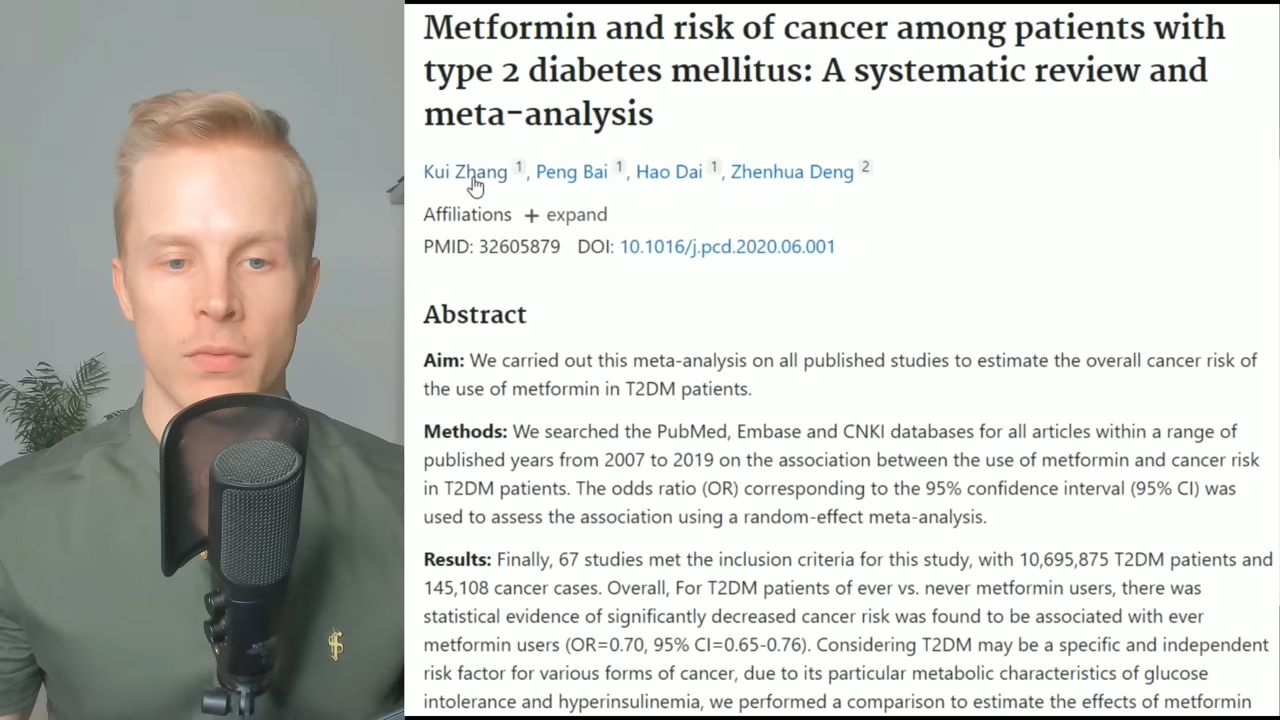 Metformin and risk of cancer among patients with
type 2 diabetes mellitus: A systematic review and
meta-analysis
Kui Zhang 1, Peng Bai 1, Hao Dai 1, Zhenhua Deng 2
Affiliations + expand
PMID: 32605879 DOI: 10.1016/j.pcd.2020.06.001
Abstract
Aim: We carried out this meta-analysis on all published studies to estimate the overall cancer risk of
the use of metformin in T2DM patients.
Methods: We searched the PubMed, Embase and CNKI databases for all articles within a range of
published years from 2007 to 2019 on the association between the use of metformin and cancer risk
in T2DM patients. The odds ratio (OR) corresponding to the 95% confidence interval (95% CI) was
used to assess the association using a random-effect meta-analysis.
Results: Finally, 67 studies met the inclusion criteria for this study, with 10,695,875 T2DM patients and
145,108 cancer cases. Overall, For T2DM patients of ever vs. never metformin users, there was
statistical evidence of significantly decreased cancer risk was found to be associated with ever
metformin users (OR=0.70, 95% CI=0.65-0.76). Considering T2DM may be a specific and independent
risk factor for various forms of cancer, due to its particular metabolic characteristics of glucose
intolerance and hyperinsulinemia, we performed a comparison to estimate the effects of metformin